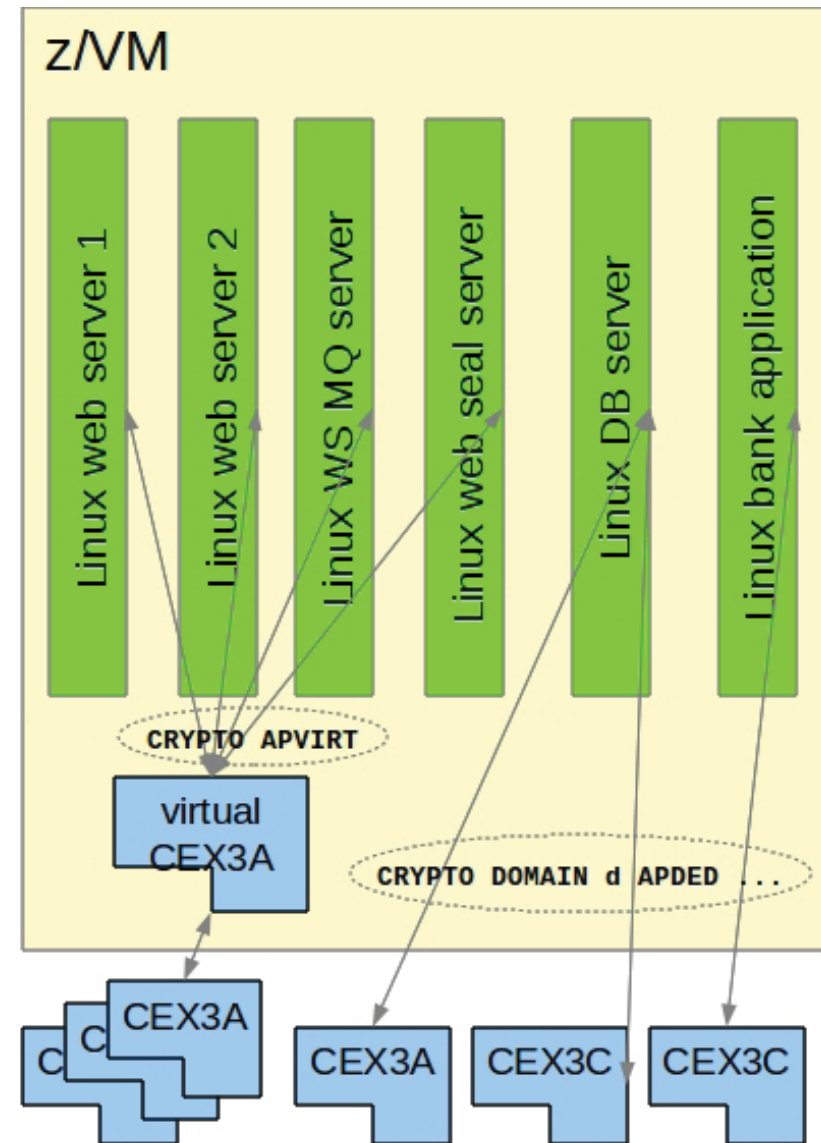 z/VM
Linux web server 1
Linux web server 2
Linux WS MQ server
Linux web seal server
Linux DB server
Linux bank application
CRYPTO APVIRT
virtual
CEX3A
CRYPTO DOMAIN d APDED ...
C
C
CEX3A
CEX3A
CEX3C
CEX3C